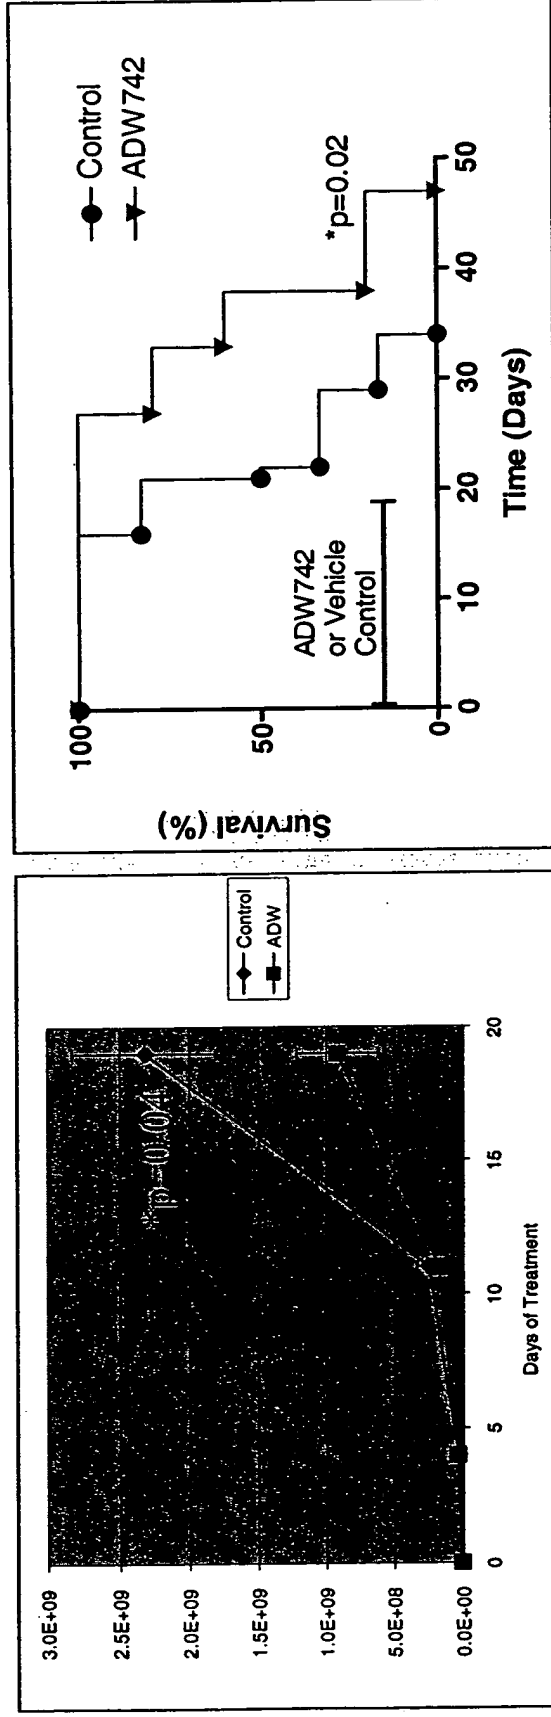 3.0E+09
2.5E+09
2.0E+09
1.5E+09
1.0E+09
5.0E+08
0.0E+00
0
5
10
15
20
Days of Treatment
*p=0.04
Control
ADW
Survival (%)
100
50
0
0
10
20
30
40
50
Time (Days)
ADW742
or Vehicle
Control
*p=0.02
Control
ADW742